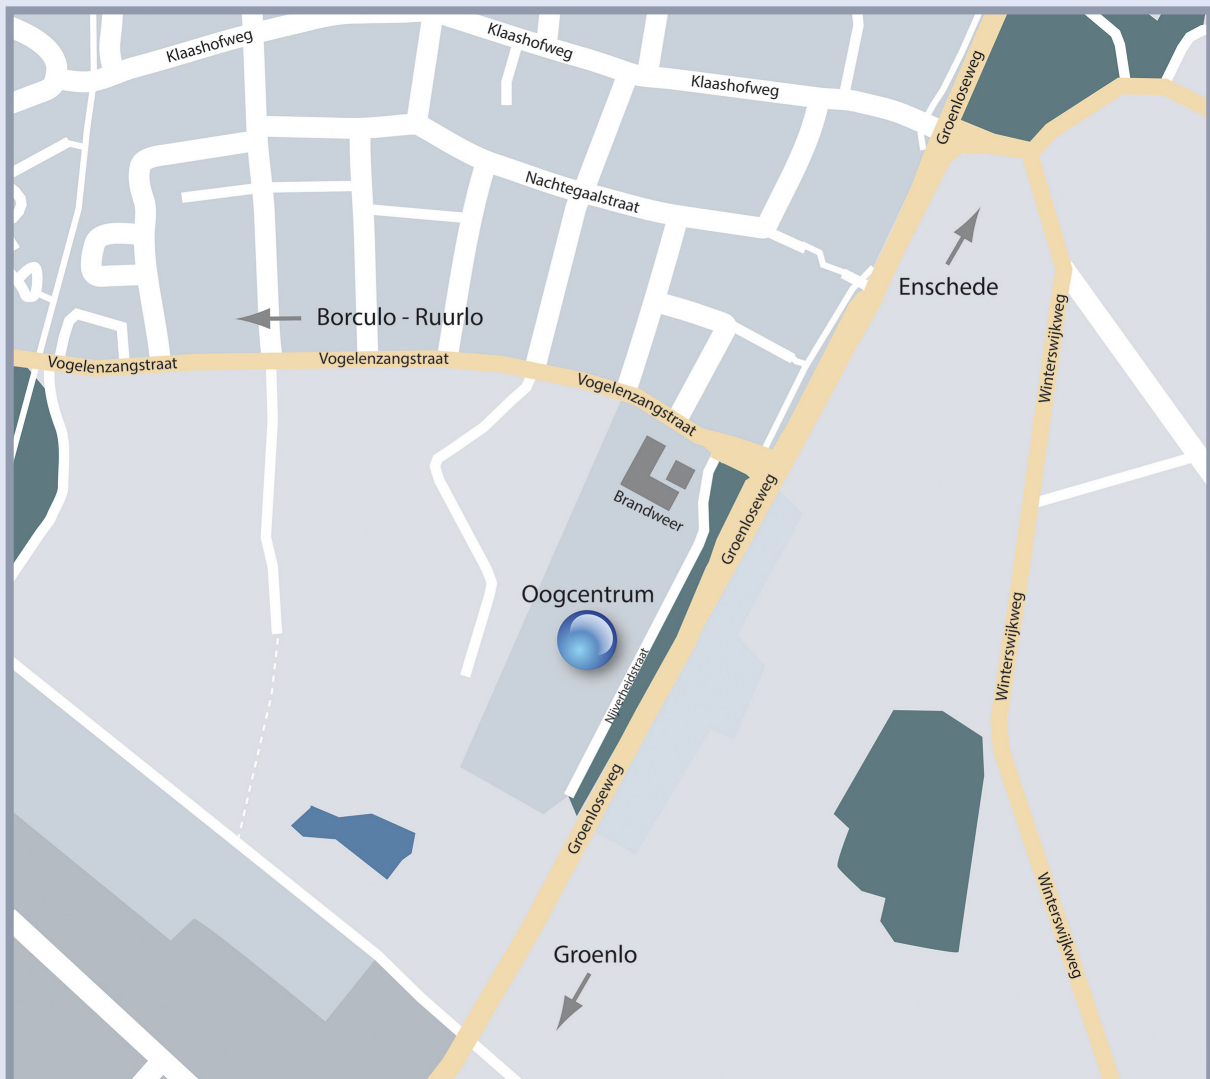 Klaashofweg
Klaashofweg
Klaashofweg
Groenloseweg
Nachtegaalstraat
Enschede
Borculo - Ruurlo
Vogelenzangstraat
Vogelenzangstraat
Vogelenzangstraat
Winterswijkweg
Brandweer
Groenloseweg
Oogcentrum
Nijverheidstraat
Winterswijkweg
Groenloseweg
Winterswijkweg
Groenlo